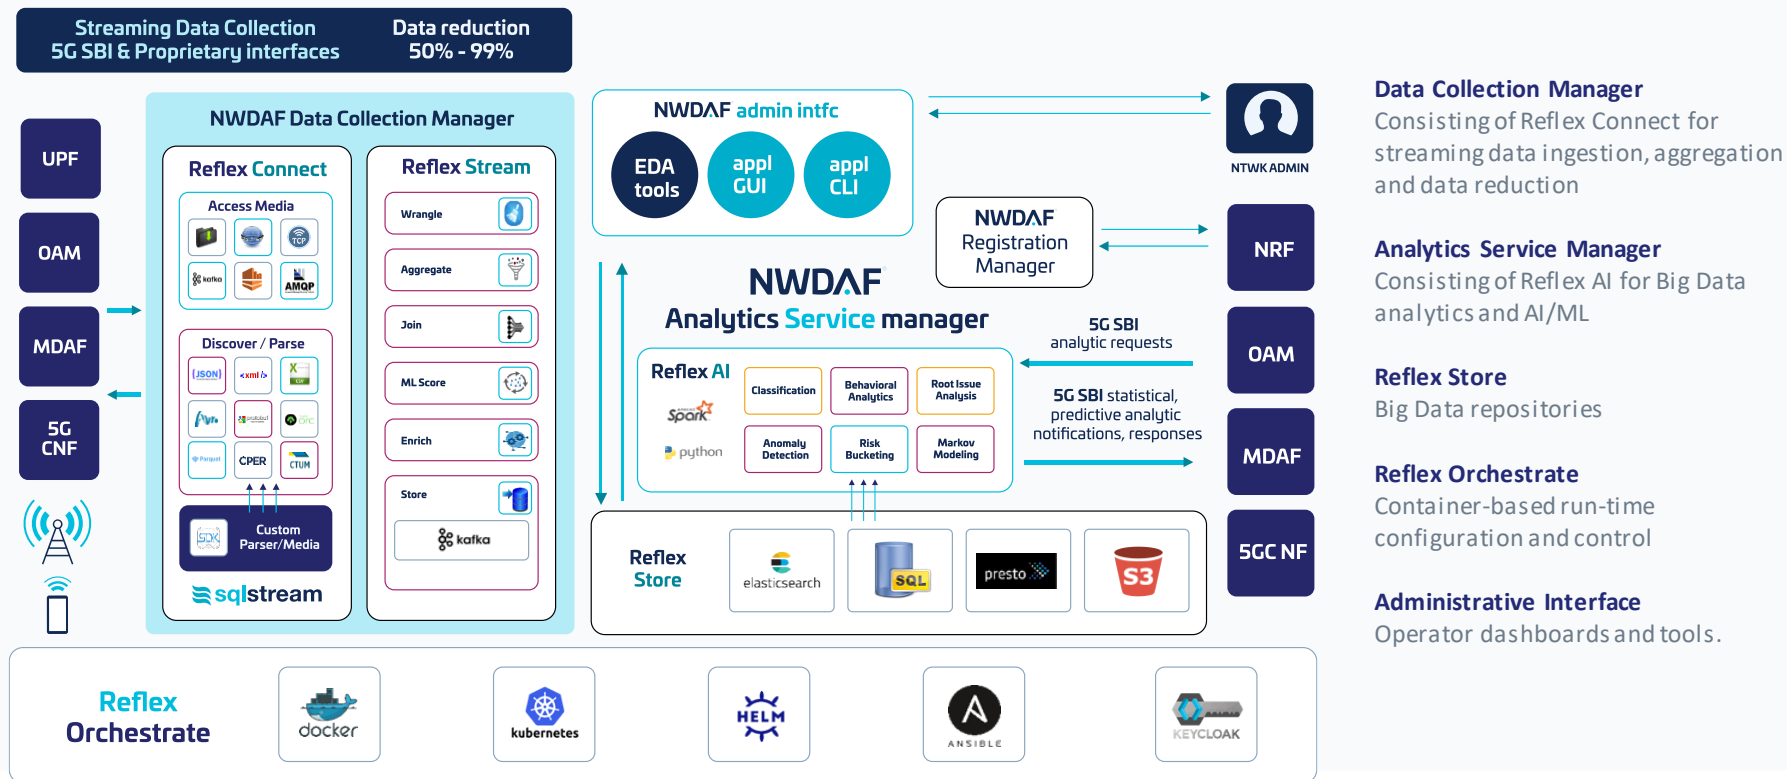 Streaming Data Collection
5G SBI & Proprietary interfaces
Data reduction
50% - 99%
UPF
OAM
MDAF
5G
CNF
NWDAF Data Collection Manager
Reflex Connect
Access Media
TCP
kafka
AMQP
Discover / Parse
{JSON}
<xml/>
X
CSV
protobuf
orc
Parquet
CPER
CTUM
SDK
Custom
Parser/Media
sqlstream
Reflex Stream
Wrangle
Aggregate
Join
ML Score
Enrich
Store
kafka
NWDAF admin intfc
EDA
tools
appl
GUI
appl
CLI
NTWK ADMIN
NWDAF
Registration
Manager
NRF
OAM
MDAF
5GC NF
NWDAF
Analytics Service manager
5G SBI
analytic requests
5G SBI statistical,
predictive analytic
notifications, responses
Reflex AI
APACHE
Spark
python
Classification
Behavioral
Analytics
Root Issue
Analysis
Anomaly
Detection
Risk
Bucketing
Markov
Modeling
Reflex
Store
elasticsearch
SQL
presto
S3
Reflex
Orchestrate
docker
kubernetes
HELM
ANSIBLE
KEYCLOAK
Data Collection Manager
Consisting of Reflex Connect for
streaming data ingestion, aggregation
and data reduction
Analytics Service Manager
Consisting of Reflex AI for Big Data
analytics and AI/ML
Reflex Store
Big Data repositories
Reflex Orchestrate
Container-based run-time
configuration and control
Administrative Interface
Operator dashboards and tools.